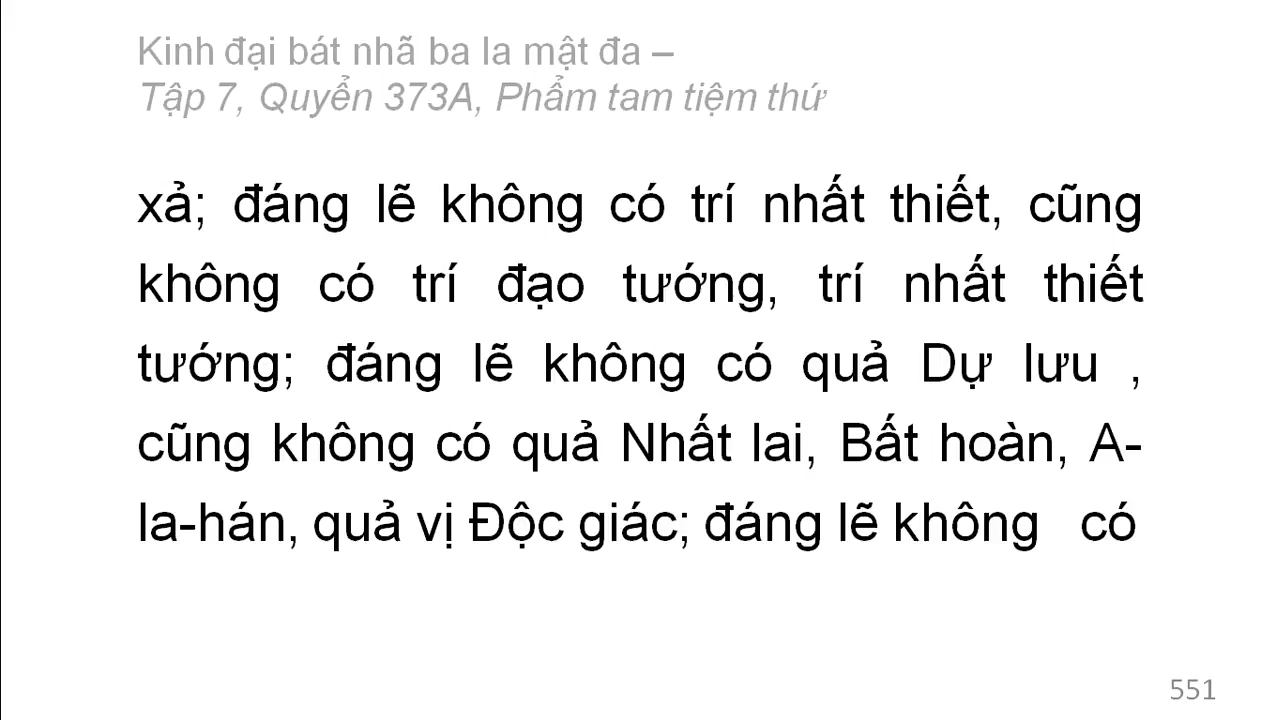 Kinh đại bát nhã ba la mật đa –
Tập 7, Quyển 373A, Phẩm tam tiệm thứ
xả; đáng lẽ không có trí nhất thiết, cũng
không có trí đạo tướng, trí nhất thiết
tướng; đáng lẽ không có quả Dự lưu ,
cũng không có quả Nhất lai, Bất hoàn, A-
la-hán, quả vị Độc giác; đáng lẽ không có
551